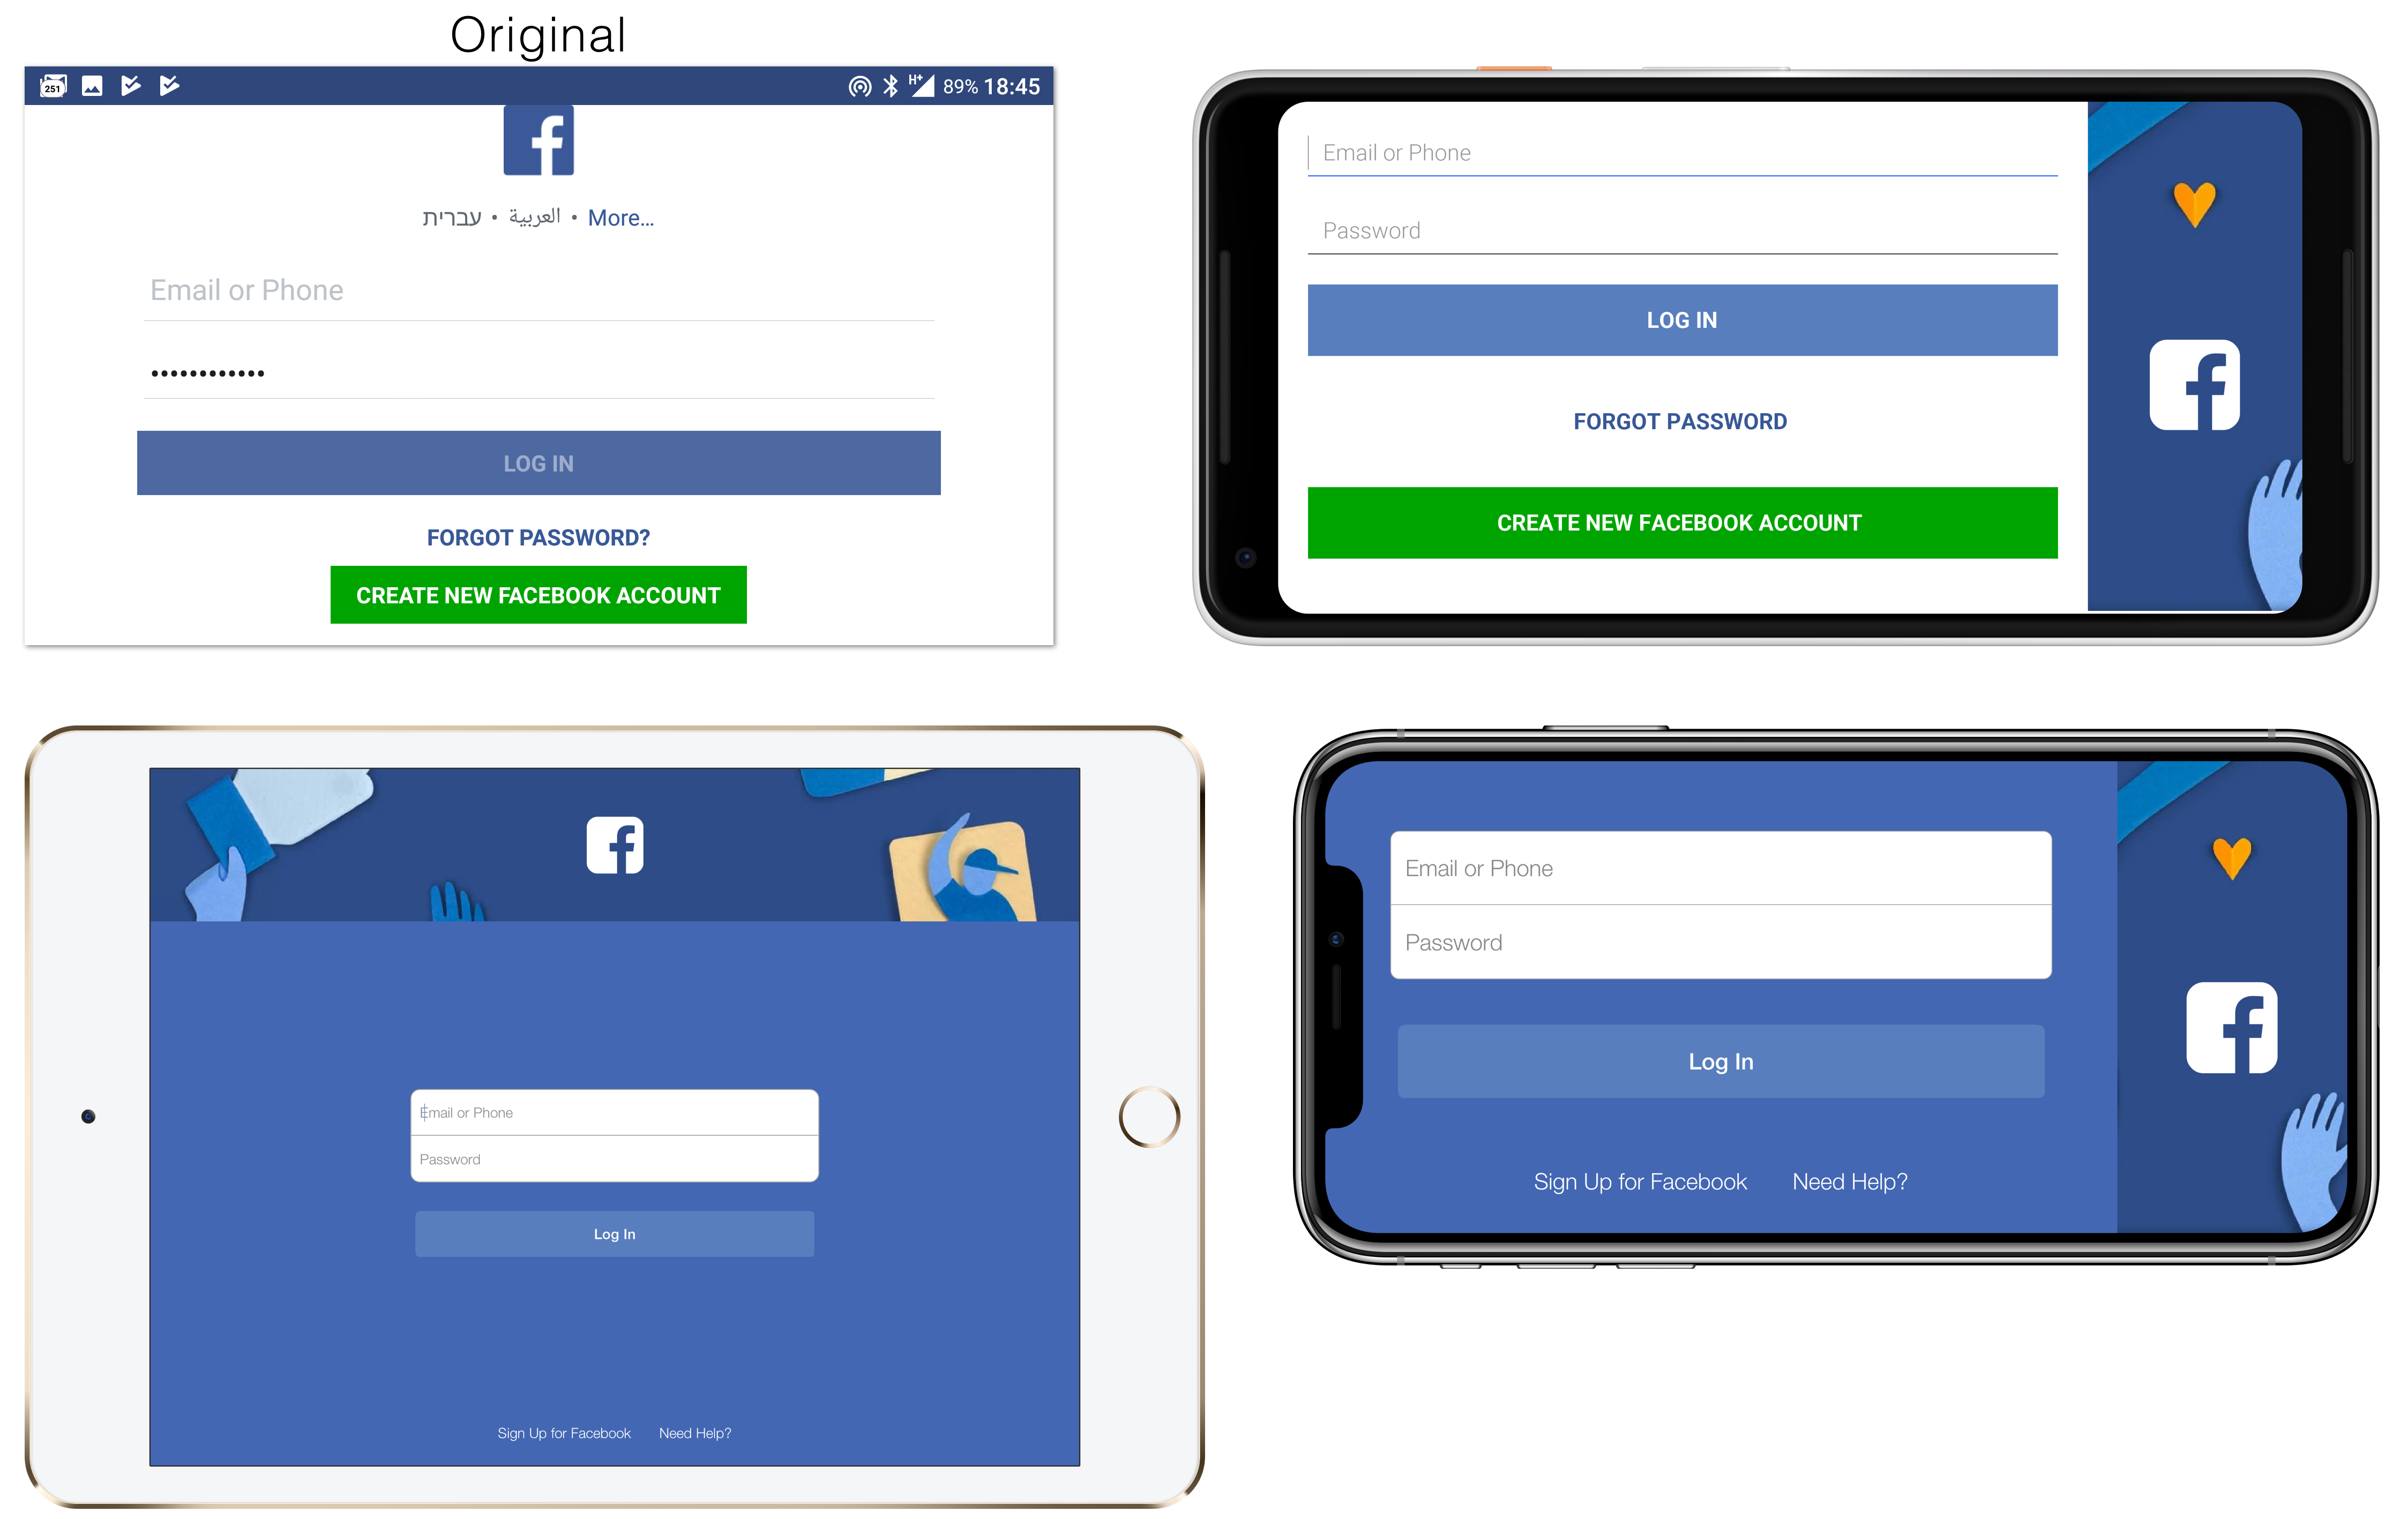 Original
251 H+ 89% 18:45
עברית • العربية • More...
Email or Phone
••••••••••••
LOG IN
FORGOT PASSWORD?
CREATE NEW FACEBOOK ACCOUNT
Email or Phone
Password
LOG IN
FORGOT PASSWORD
CREATE NEW FACEBOOK ACCOUNT
Email or Phone
Password
Log In
Sign Up for Facebook Need Help?
Email or Phone
Password
Log In
Sign Up for Facebook Need Help?